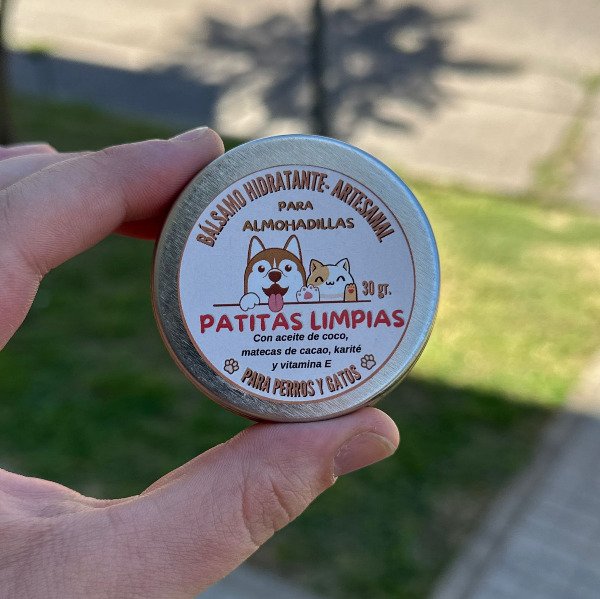 BÁLSAMO HIDRATANTE- ARTESANAL
PARA
ALMOHADILLAS
30 gr.
PATITAS LIMPIAS
Con aceite de coco,
matecas de cacao, karité
y vitamina E
PARA PERROS Y GATOS